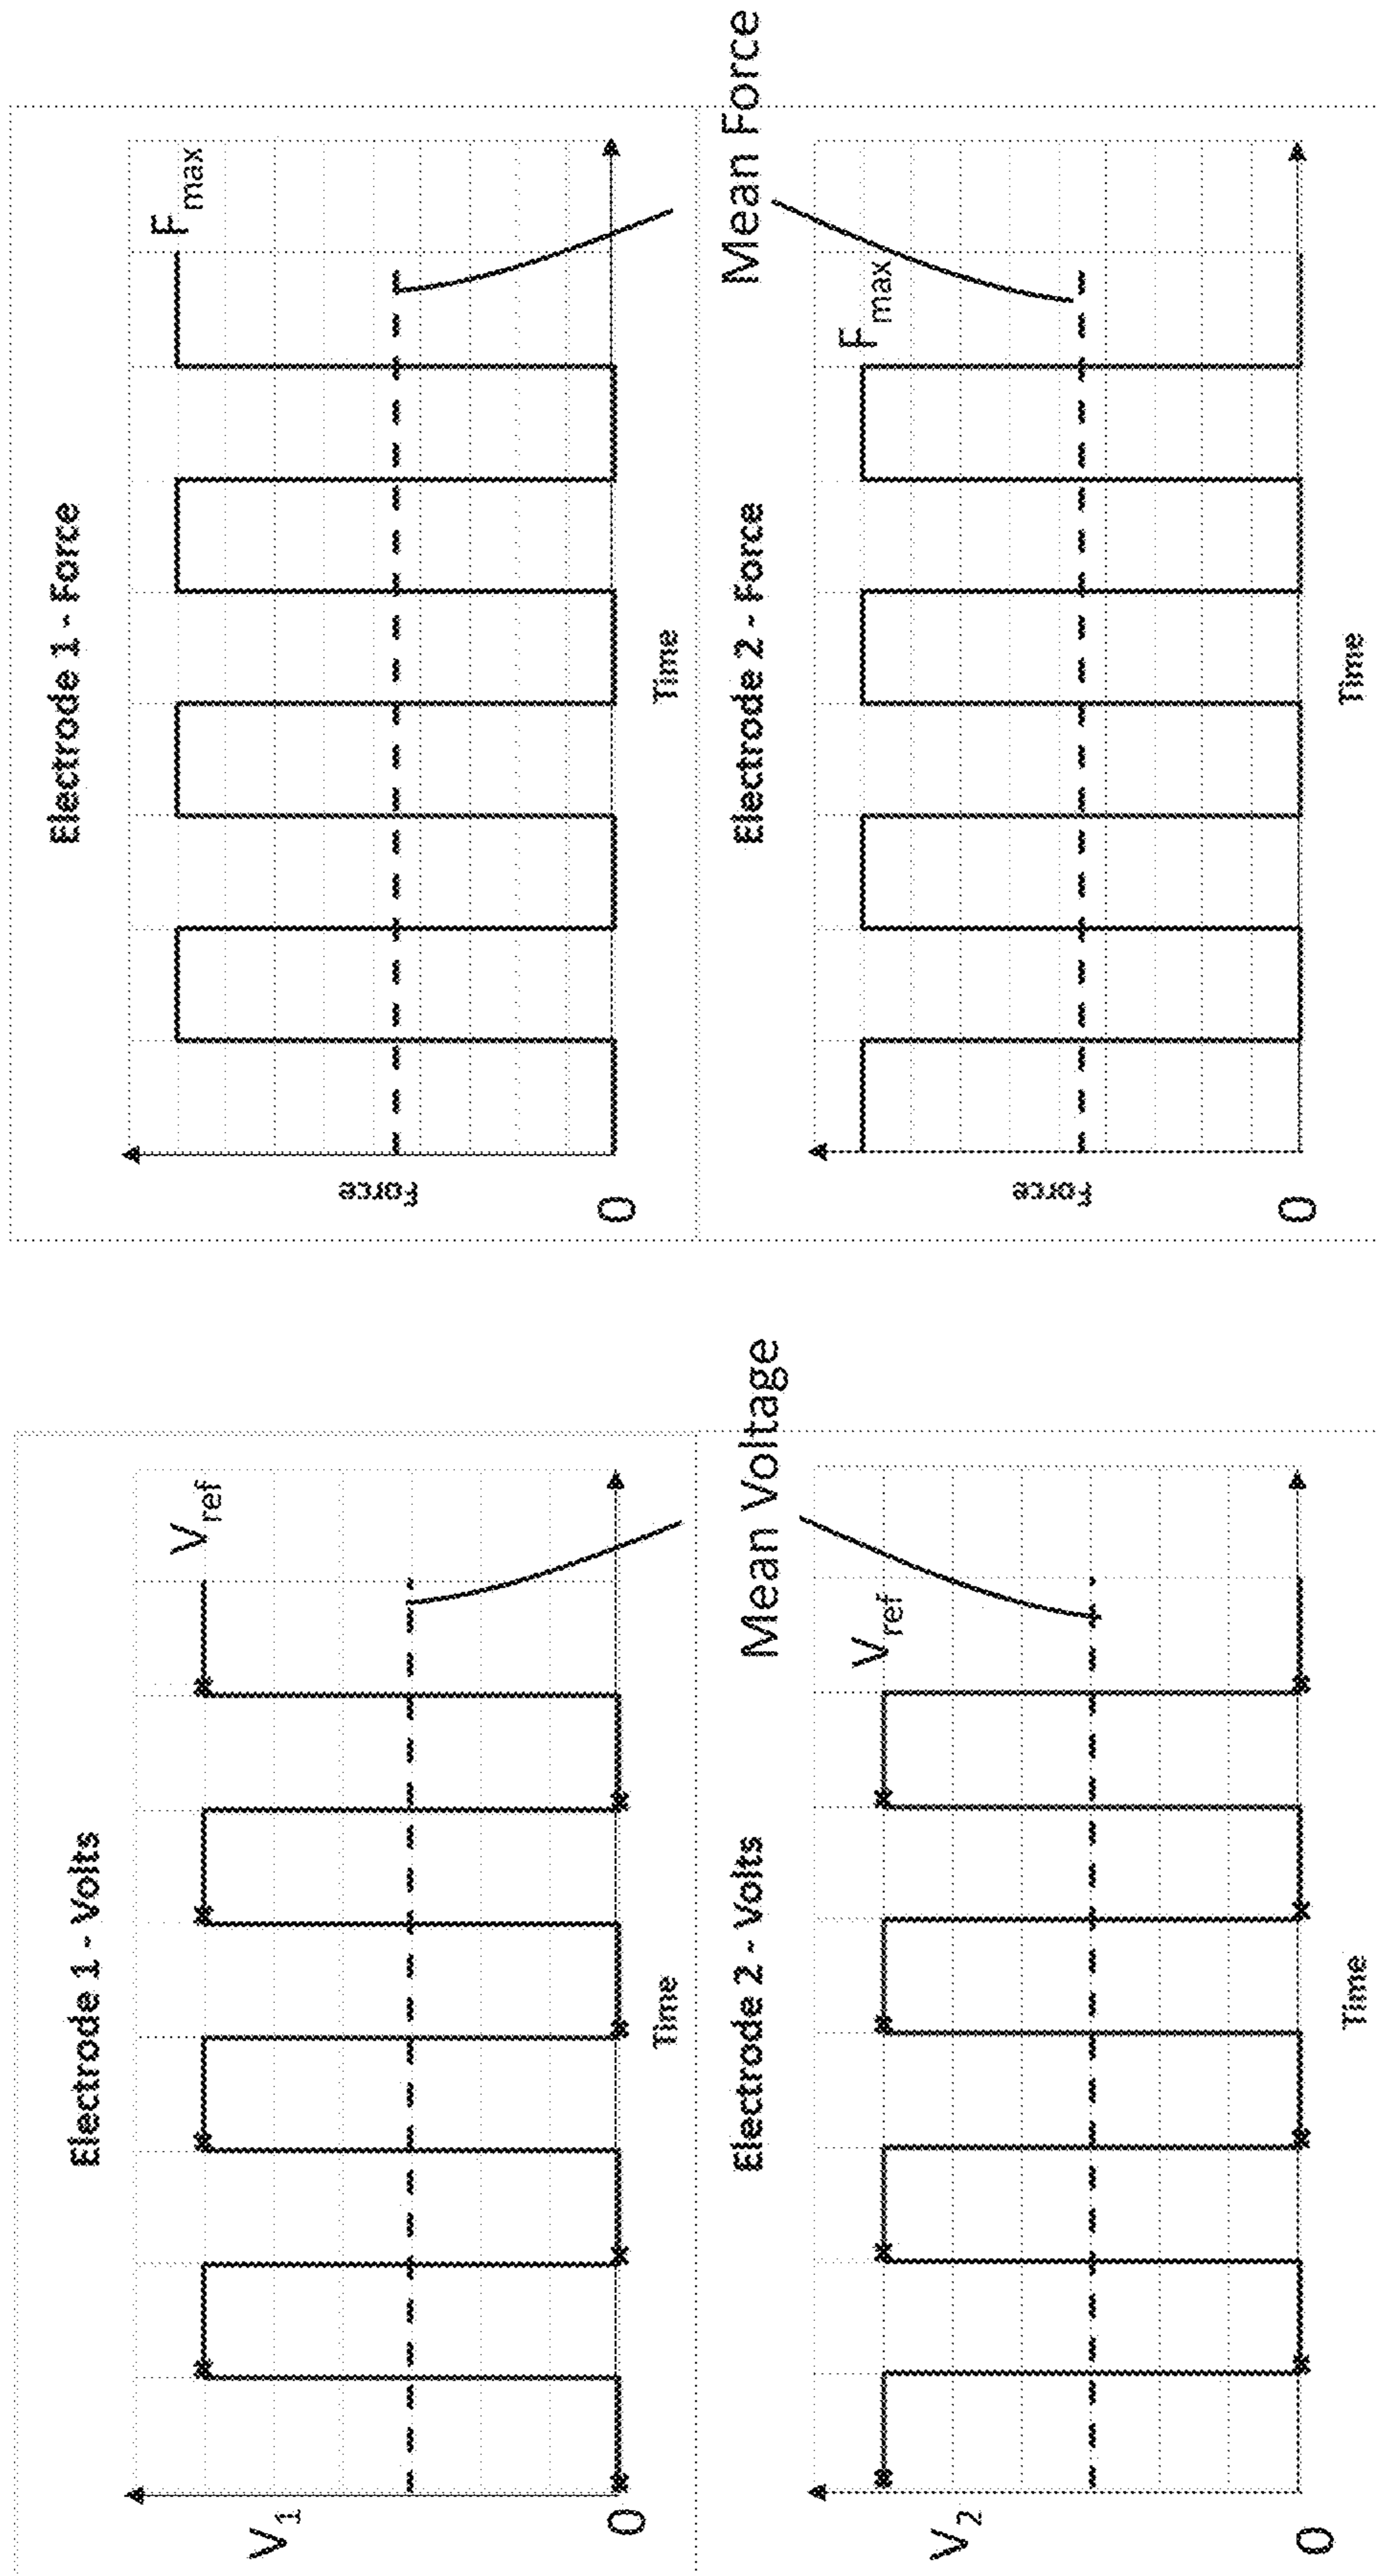 Electrode 1 - Volts
V1
Vref
0
Time
Mean Voltage
Electrode 2 - Volts
V2
Vref
0
Time
Electrode 1 - Force
Force
Fmax
0
Time
Mean Force
Electrode 2 - Force
Force
Fmax
0
Time